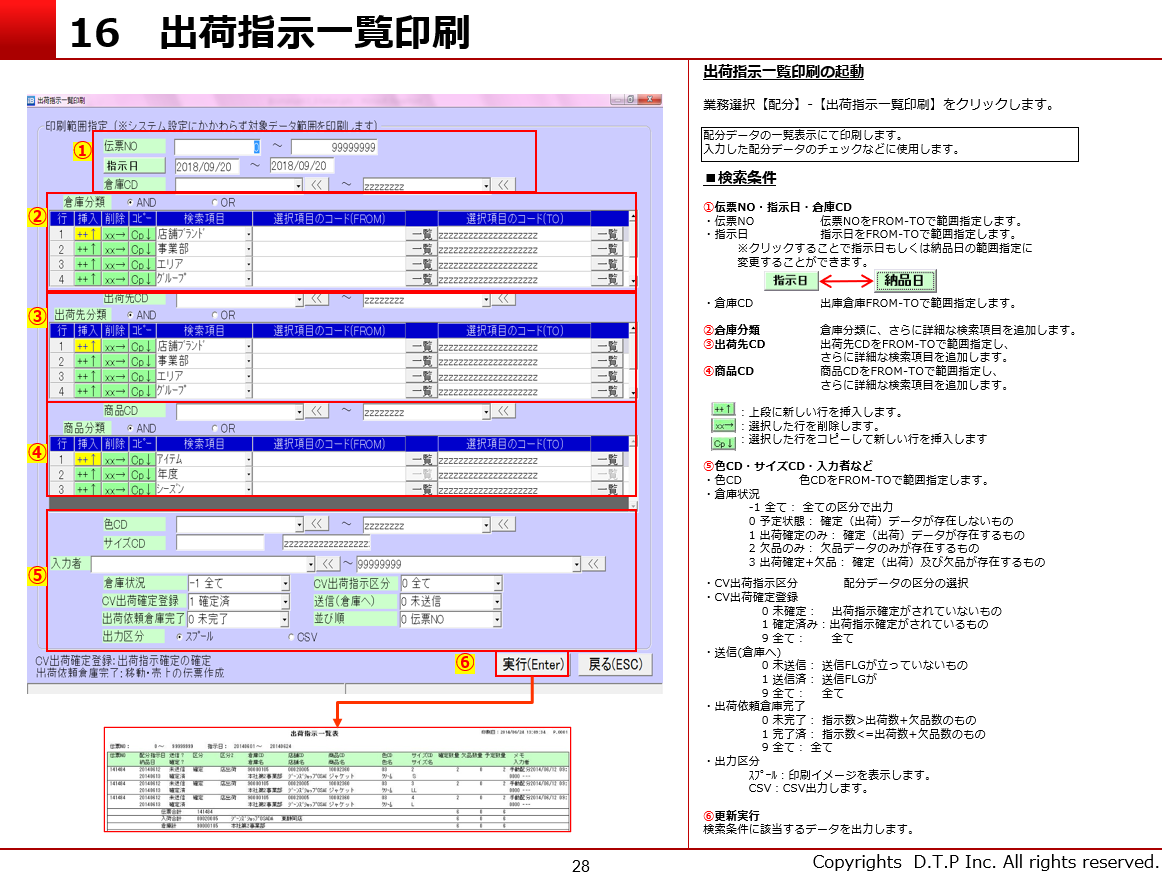 16　出荷指示一覧印刷
出荷指示一覧印刷
印刷範囲指定 (※システム設定にかかわらず対象データ範囲を印刷します)
① 伝票NO 0 ～ 99999999
指示日 2018/09/20 ～ 2018/09/20
倉庫CD << ～ zzzzzzzz <<
② 倉庫分類 AND OR
行 挿入 削除 コピー 検索項目 選択項目のコード(FROM) 選択項目のコード(TO)
1 ++↑ xx→ Cp↓ 店舗ブランド 一覧 zzzzzzzzzzzzzzzzzzzz 一覧
2 ++↑ xx→ Cp↓ 事業部 一覧 zzzzzzzzzzzzzzzzzzzz 一覧
3 ++↑ xx→ Cp↓ エリア 一覧 zzzzzzzzzzzzzzzzzzzz 一覧
4 ++↑ xx→ Cp↓ グループ 一覧 zzzzzzzzzzzzzzzzzzzz 一覧
出荷先CD << ～ zzzzzzzz <<
③ 出荷先分類 AND OR
行 挿入 削除 コピー 検索項目 選択項目のコード(FROM) 選択項目のコード(TO)
1 ++↑ xx→ Cp↓ 店舗ブランド 一覧 zzzzzzzzzzzzzzzzzzzz 一覧
2 ++↑ xx→ Cp↓ 事業部 一覧 zzzzzzzzzzzzzzzzzzzz 一覧
3 ++↑ xx→ Cp↓ エリア 一覧 zzzzzzzzzzzzzzzzzzzz 一覧
4 ++↑ xx→ Cp↓ グループ 一覧 zzzzzzzzzzzzzzzzzzzz 一覧
商品CD << ～ zzzzzzzz <<
商品分類 AND OR
④ 行 挿入 削除 コピー 検索項目 選択項目のコード(FROM) 選択項目のコード(TO)
1 ++↑ xx→ Cp↓ アイテム 一覧 zzzzzzzzzzzzzzzzzzzz 一覧
2 ++↑ xx→ Cp↓ 年度 一覧 zzzzzzzzzzzzzzzzzzzz 一覧
3 ++↑ xx→ Cp↓ シーズン 一覧 zzzzzzzzzzzzzzzzzzzz 一覧
色CD << ～ zzzzzzzz <<
サイズCD zzzzzzzzzzzzzzzzzzzz
入力者 << ～ 99999999 <<
⑤ 倉庫状況 -1 全て CV出荷指示区分 0 全て
CV出荷確定登録 1 確定済 送信(倉庫へ) 0 未送信
出荷依頼倉庫完了 0 未完了 並び順 0 伝票NO
出力区分 スプール CSV
CV出荷確定登録:出荷指示確定の確定
出荷依頼倉庫完了:移動・売上の伝票作成
⑥ 実行(Enter) 戻る(ESC)
出荷指示一覧表
出荷指示一覧印刷の起動
業務選択【配分】-【出荷指示一覧印刷】をクリックします。
配分データの一覧表示にて印刷します。
入力した配分データのチェックなどに使用します。
■検索条件
①伝票NO・指示日・倉庫CD
・伝票NO 伝票NOをFROM-TOで範囲指定します。
・指示日 指示日をFROM-TOで範囲指定します。
※クリックすることで指示日もしくは納品日の範囲指定に
変更することができます。
指示日 納品日
・倉庫CD 出庫倉庫FROM-TOで範囲指定します。
②倉庫分類 倉庫分類に、さらに詳細な検索項目を追加します。
③出荷先CD 出荷先CDをFROM-TOで範囲指定し、
さらに詳細な検索項目を追加します。
④商品CD 商品CDをFROM-TOで範囲指定し、
さらに詳細な検索項目を追加します。
++↑ : 上段に新しい行を挿入します。
xx→ : 選択した行を削除します。
Cp↓ : 選択した行をコピーして新しい行を挿入します
⑤色CD・サイズCD・入力者など
・色CD 色CDをFROM-TOで範囲指定します。
・倉庫状況
-1 全て： 全ての区分で出力
0 予定状態： 確定（出荷）データが存在しないもの
1 出荷確定のみ： 確定（出荷）データが存在するもの
2 欠品のみ： 欠品データのみが存在するもの
3 出荷確定+欠品： 確定（出荷）及び欠品が存在するもの
・CV出荷指示区分 配分データの区分の選択
・CV出荷確定登録
0 未確定： 出荷指示確定がされていないもの
1 確定済み：出荷指示確定がされているもの
9 全て： 全て
・送信(倉庫へ)
0 未送信： 送信FLGが立っていないもの
1 送信済： 送信FLGが
9 全て： 全て
・出荷依頼倉庫完了
0 未完了： 指示数>出荷数+欠品数のもの
1 完了済： 指示数<=出荷数+欠品数のもの
9 全て： 全て
・出力区分
ｽﾌﾟｰﾙ：印刷イメージを表示します。
CSV：CSV出力します。
⑥更新実行
検索条件に該当するデータを出力します。
28
Copyrights D.T.P Inc. All rights reserved.